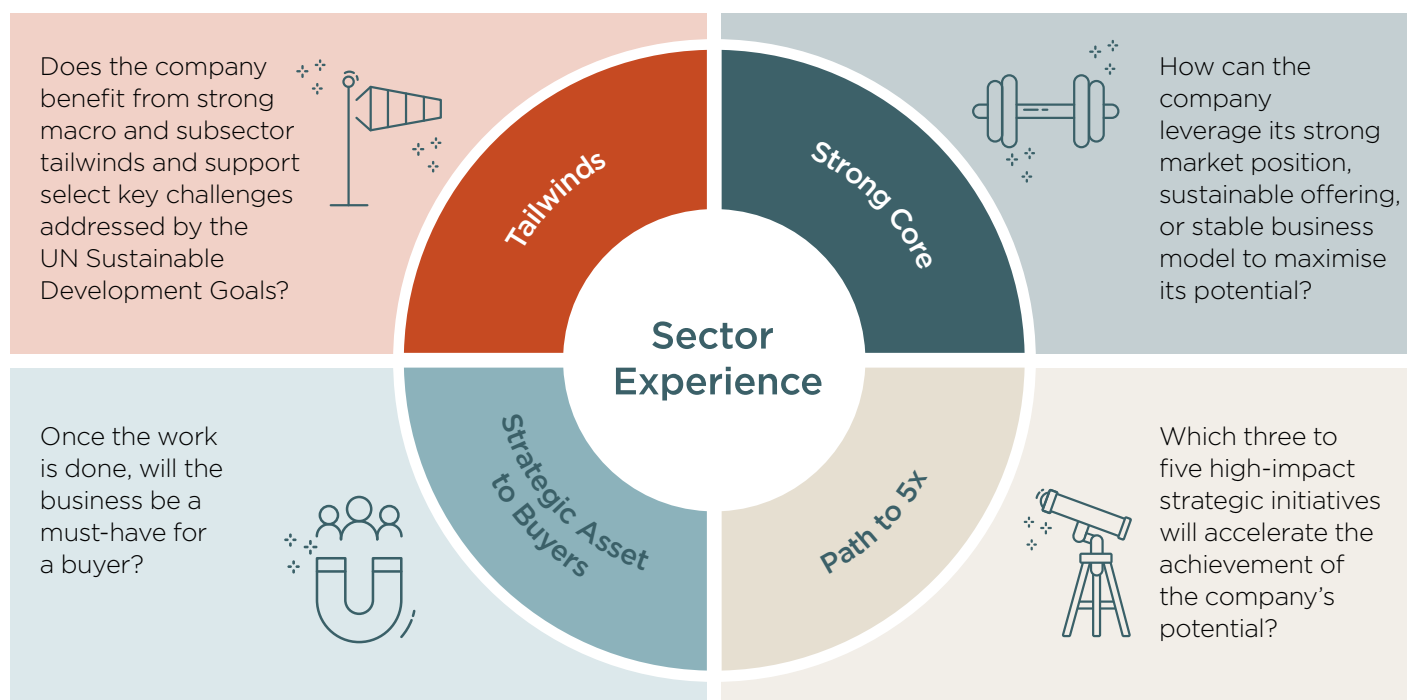 Does the company
benefit from strong
macro and subsector
tailwinds and support
select key challenges
addressed by the
UN Sustainable
Development Goals?
Tailwinds
Strong Core
How can the
company
leverage its strong
market position,
sustainable offering,
or stable business
model to maximise
its potential?
Sector
Experience
Once the work
is done, will the
business be a
must-have for
a buyer?
Strategic Asset
to Buyers
Path to 5x
Which three to
five high-impact
strategic initiatives
will accelerate the
achievement of
the company’s
potential?